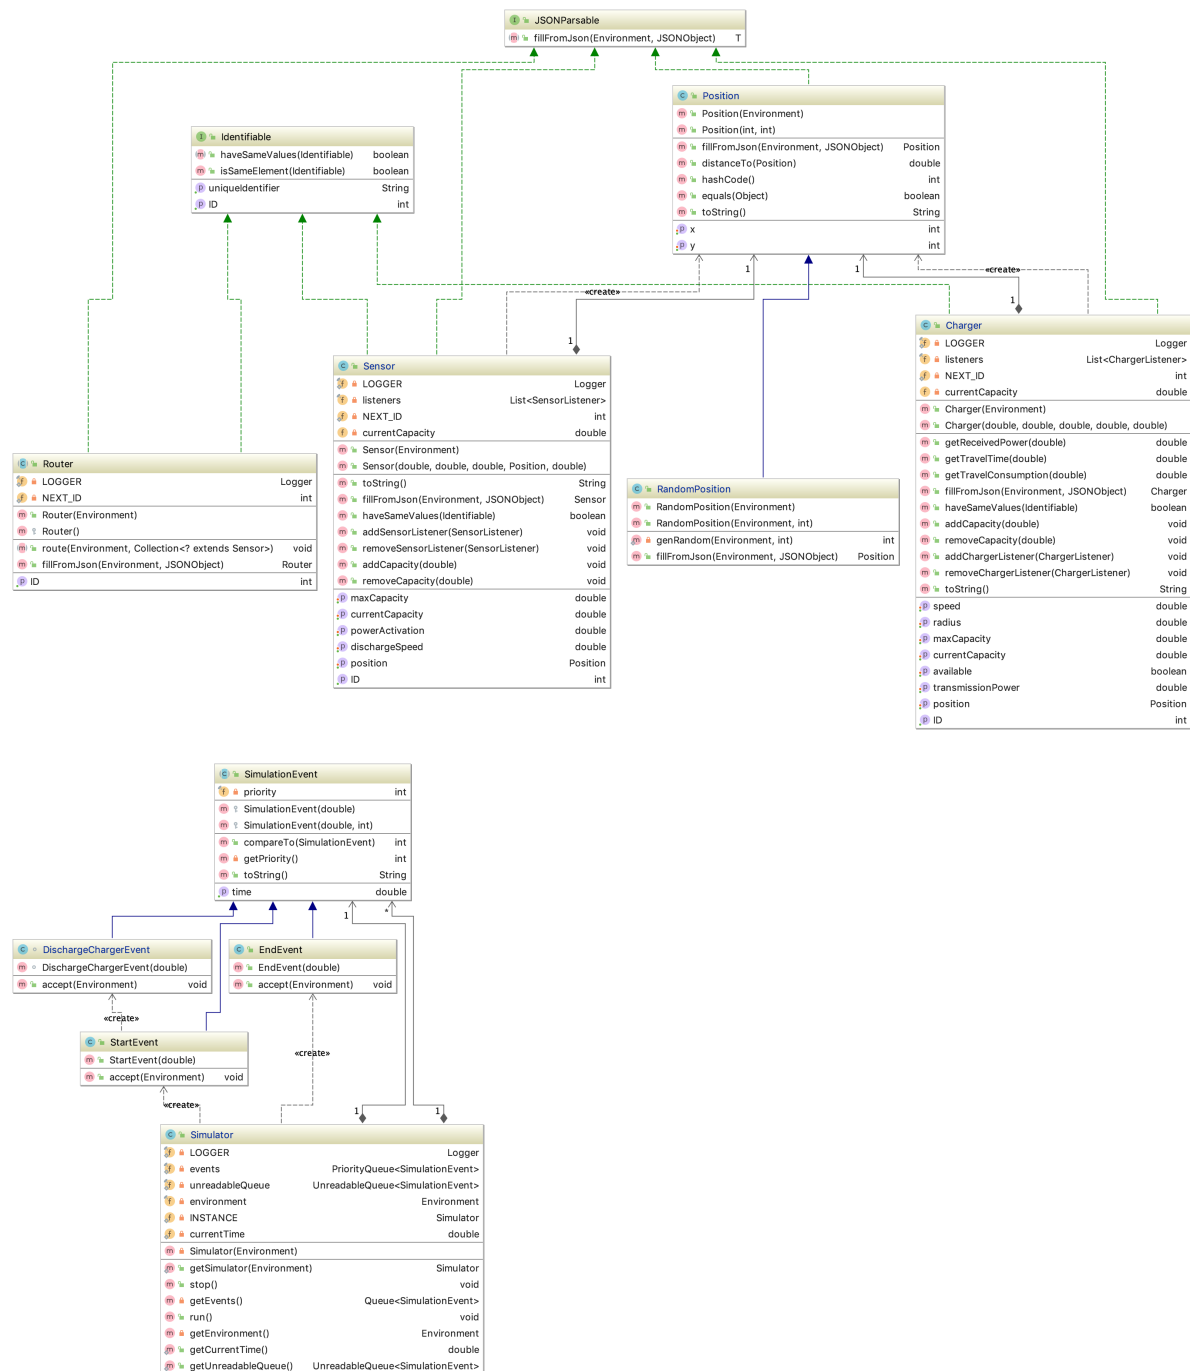 JSONParsable
fillFromJson(Environment, JSONObject) T
Position
Position(Environment)
Position(int, int)
fillFromJson(Environment, JSONObject) Position
distanceTo(Position) double
hashCode() int
equals(Object) boolean
toString() String
x int
y int
Identifiable
haveSameValues(Identifiable) boolean
isSameElement(Identifiable) boolean
uniqueIdentifier String
ID int
1
1
«create»
«create»
1
1
Charger
LOGGER Logger
listeners List<ChargerListener>
NEXT_ID int
currentCapacity double
Charger(Environment)
Charger(double, double, double, double, double)
getReceivedPower(double) double
getTravelTime(double) double
getTravelConsumption(double) double
fillFromJson(Environment, JSONObject) Charger
haveSameValues(Identifiable) boolean
addCapacity(double) void
removeCapacity(double) void
addChargerListener(ChargerListener) void
removeChargerListener(ChargerListener) void
toString() String
speed double
radius double
maxCapacity double
currentCapacity double
available boolean
transmissionPower double
position Position
ID int
Sensor
LOGGER Logger
listeners List<SensorListener>
NEXT_ID int
currentCapacity double
Sensor(Environment)
Sensor(double, double, double, Position, double)
toString() String
fillFromJson(Environment, JSONObject) Sensor
haveSameValues(Identifiable) boolean
addSensorListener(SensorListener) void
removeSensorListener(SensorListener) void
addCapacity(double) void
removeCapacity(double) void
maxCapacity double
currentCapacity double
powerActivation double
dischargeSpeed double
position Position
ID int
Router
LOGGER Logger
NEXT_ID int
Router(Environment)
Router()
route(Environment, Collection<? extends Sensor>) void
fillFromJson(Environment, JSONObject) Router
ID int
RandomPosition
RandomPosition(Environment)
RandomPosition(Environment, int)
genRandom(Environment, int) int
fillFromJson(Environment, JSONObject) Position
SimulationEvent
priority int
SimulationEvent(double)
SimulationEvent(double, int)
compareTo(SimulationEvent) int
getPriority() int
toString() String
time double
1
*
DischargeChargerEvent
DischargeChargerEvent(double)
accept(Environment) void
EndEvent
EndEvent(double)
accept(Environment) void
«create»
StartEvent
StartEvent(double)
accept(Environment) void
«create»
«create»
1
1
Simulator
LOGGER Logger
events PriorityQueue<SimulationEvent>
unreadableQueue UnreadableQueue<SimulationEvent>
environment Environment
INSTANCE Simulator
currentTime double
Simulator(Environment)
getSimulator(Environment) Simulator
stop() void
getEvents() Queue<SimulationEvent>
run() void
getEnvironment() Environment
getCurrentTime() double
getUnreadableQueue() UnreadableQueue<SimulationEvent>